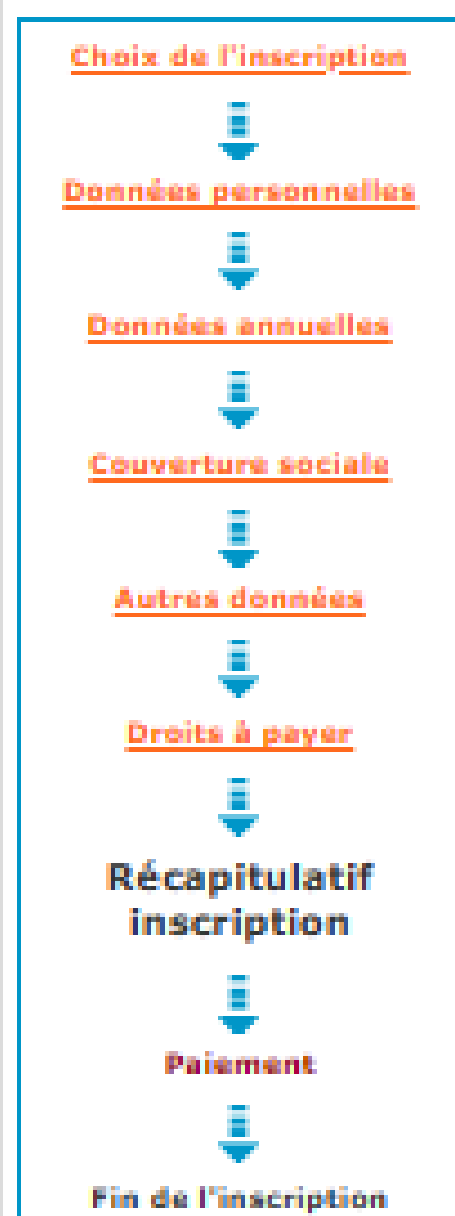 Choix de l'inscription
Données personnelles
Données annuelles
Couverture sociale
Autres données
Droits à payer
Récapitulatif
inscription
Paiement
Fin de l'inscription